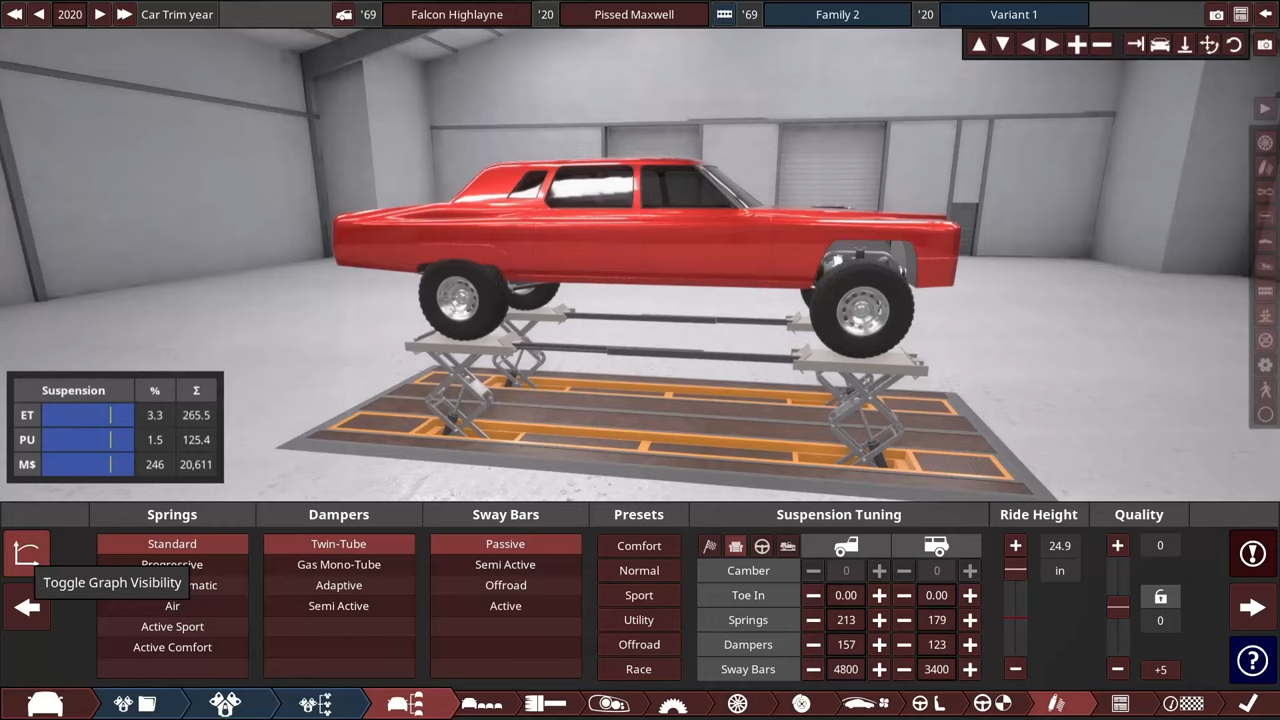 2020 Car Trim year '69 Falcon Highlayne '20 Pissed Maxwell '69 Family 2 '20 Variant 1
Suspension % Σ
ET 3.3 265.5
PU 1.5 125.4
M$ 246 20,611
Springs Dampers Sway Bars Presets Suspension Tuning Ride Height Quality
Standard Twin-Tube Passive Comfort 24.9 0
Gas Mono-Tube Semi Active Normal Camber 0 0 in
Toggle Graph Visibility
Adaptive Offroad Sport Toe In 0.00 0.00
Air Semi Active Active Utility Springs 213 179 0
Active Sport
Active Comfort Offroad Dampers 157 123
Race Sway Bars 4800 3400 +5